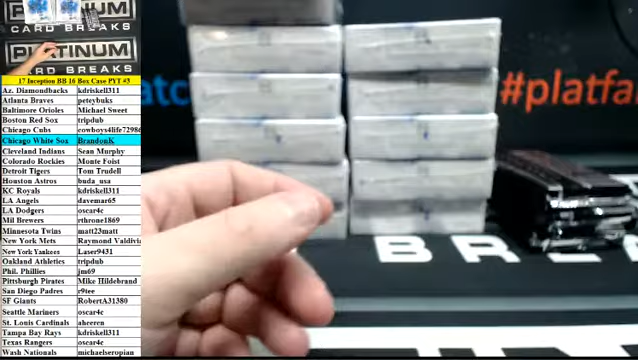 PLATINUM
CARD BREAKS
PLATINUM
CARD BREAKS
17 Inception BB 16 Box Case PYT #3
Az. Diamondbacks kdriskell311
Atlanta Braves peteybuks
Baltimore Orioles Michael Sweet
Boston Red Sox tripdub
Chicago Cubs cowboys4life72986
Chicago White Sox BrandonK
Cleveland Indians Sean Murphy
Colorado Rockies Monte Foist
Detroit Tigers Tom Trudell
Houston Astros buda_usa
KC Royals kdriskell311
LA Angels davemar65
LA Dodgers oscar4c
Mil Brewers rthrone1869
Minnesota Twins matt23matt
New York Mets Raymond Valdivia
New York Yankees Laser9431
Oakland Athletics tripdub
Phil. Phillies jm69
Pittsburgh Pirates Mike Hildebrand
San Diego Padres r9tee
SF Giants RobertA31380
Seattle Mariners oscar4c
St. Louis Cardinals aheeren
Tampa Bay Rays kdriskell311
Texas Rangers oscar4c
Wash Nationals michaelseropian
atc
#platfa
BRE